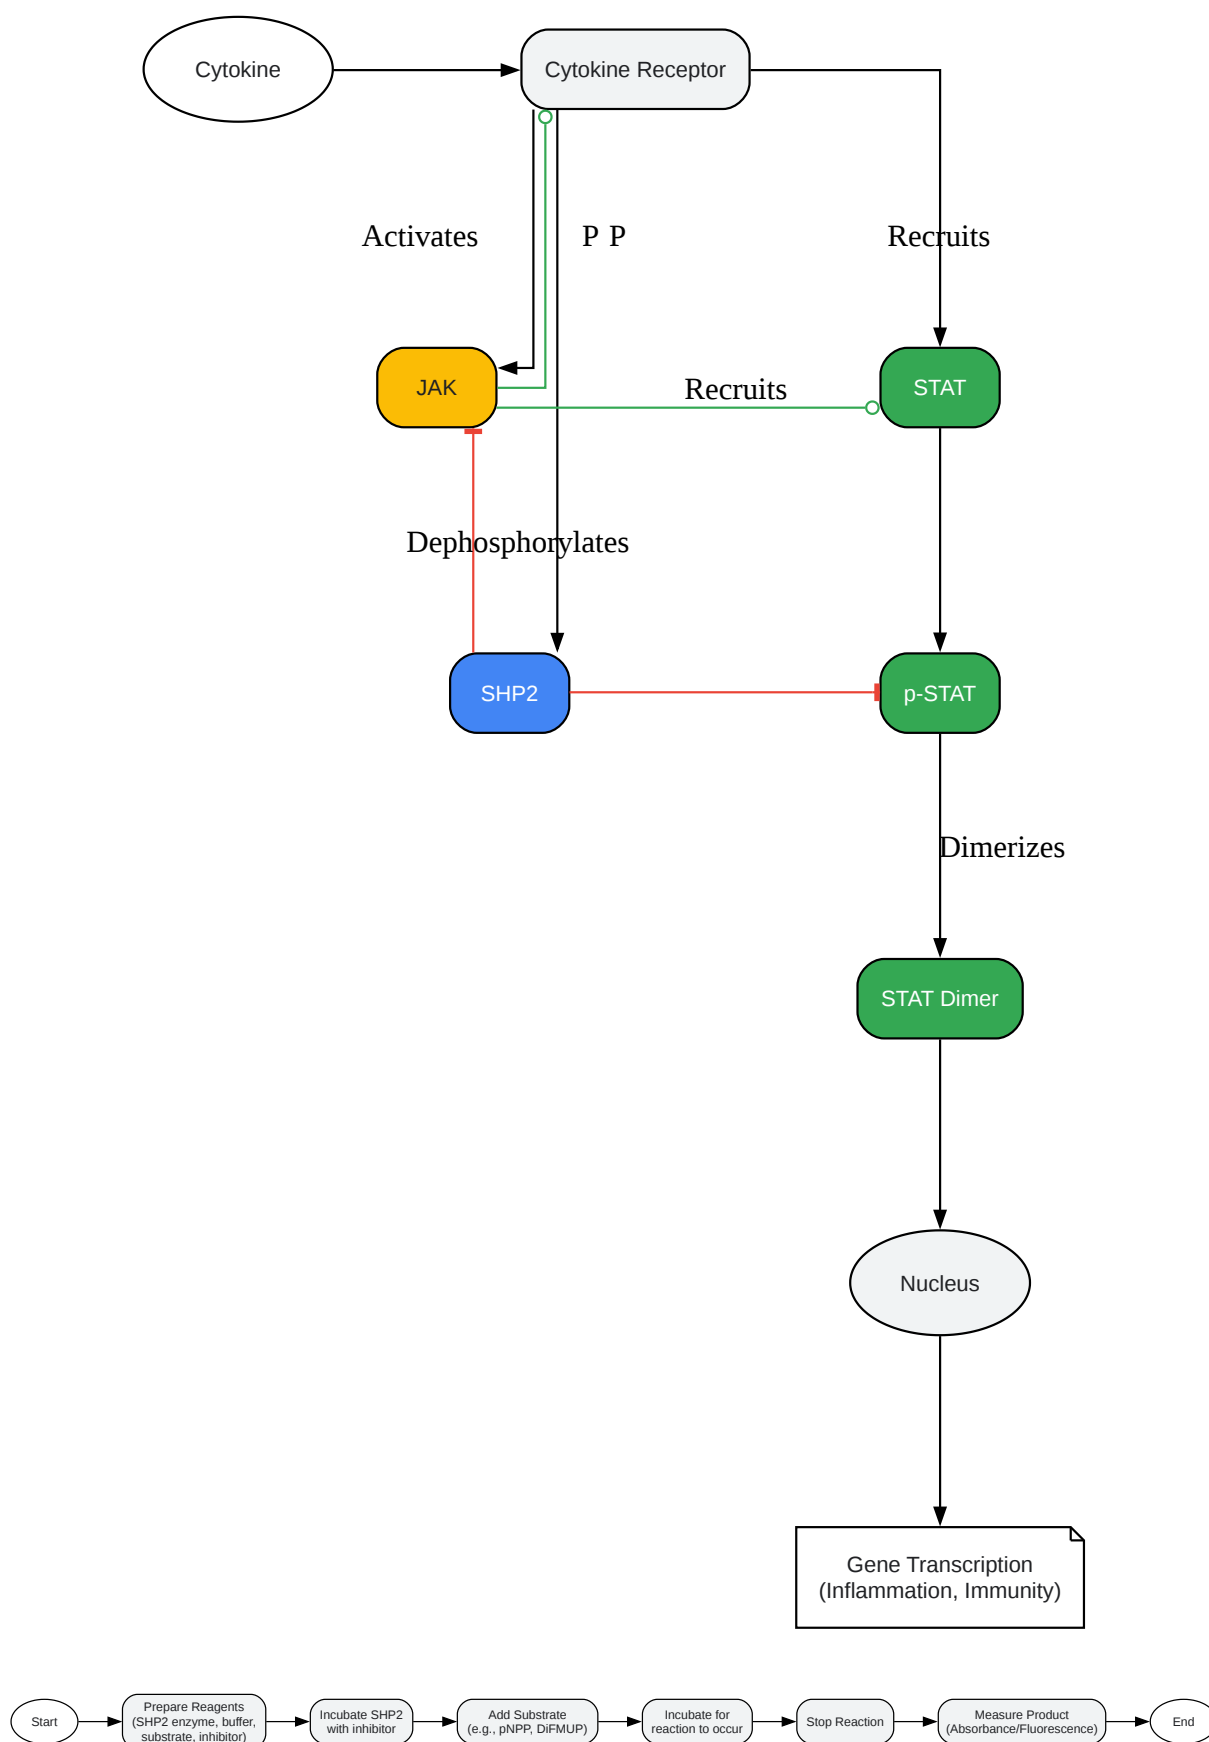 Cytokine
Cytokine Receptor
Activates
P P
Recruits
JAK
Recruits
STAT
Dephosphorylates
SHP2
p-STAT
Dimerizes
STAT Dimer
Nucleus
Gene Transcription
(Inflammation, Immunity)
Start
Prepare Reagents
(SHP2 enzyme, buffer,
substrate, inhibitor)
Incubate SHP2
with inhibitor
Add Substrate
(e.g., pNPP, DiFMUP)
Incubate for
reaction to occur
Stop Reaction
Measure Product
(Absorbance/Fluorescence)
End